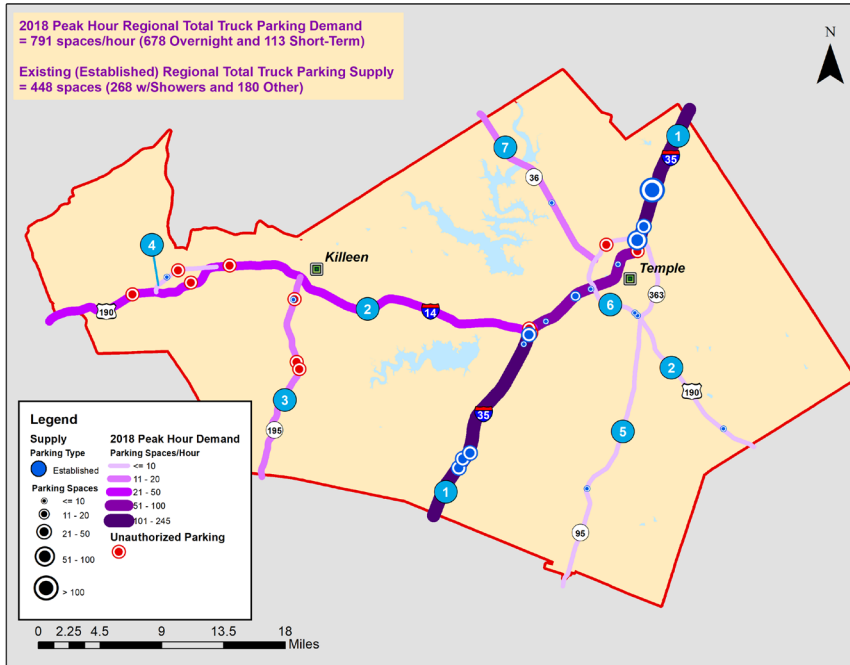 2018 Peak Hour Regional Total Truck Parking Demand
= 791 spaces/hour (678 Overnight and 113 Short-Term)
Existing (Established) Regional Total Truck Parking Supply
= 448 spaces (268 w/Showers and 180 Other)
N
1
35
7
36
4
Killeen
Temple
363
190
2
14
6
2
190
3
35
195
5
1
95
Legend
Supply
Parking Type
Established
Parking Spaces
<= 10
11 - 20
21 - 50
51 - 100
> 100
2018 Peak Hour Demand
Parking Spaces/Hour
<= 10
11 - 20
21 - 50
51 - 100
101 - 245
Unauthorized Parking
0 2.25 4.5 9 13.5 18
Miles